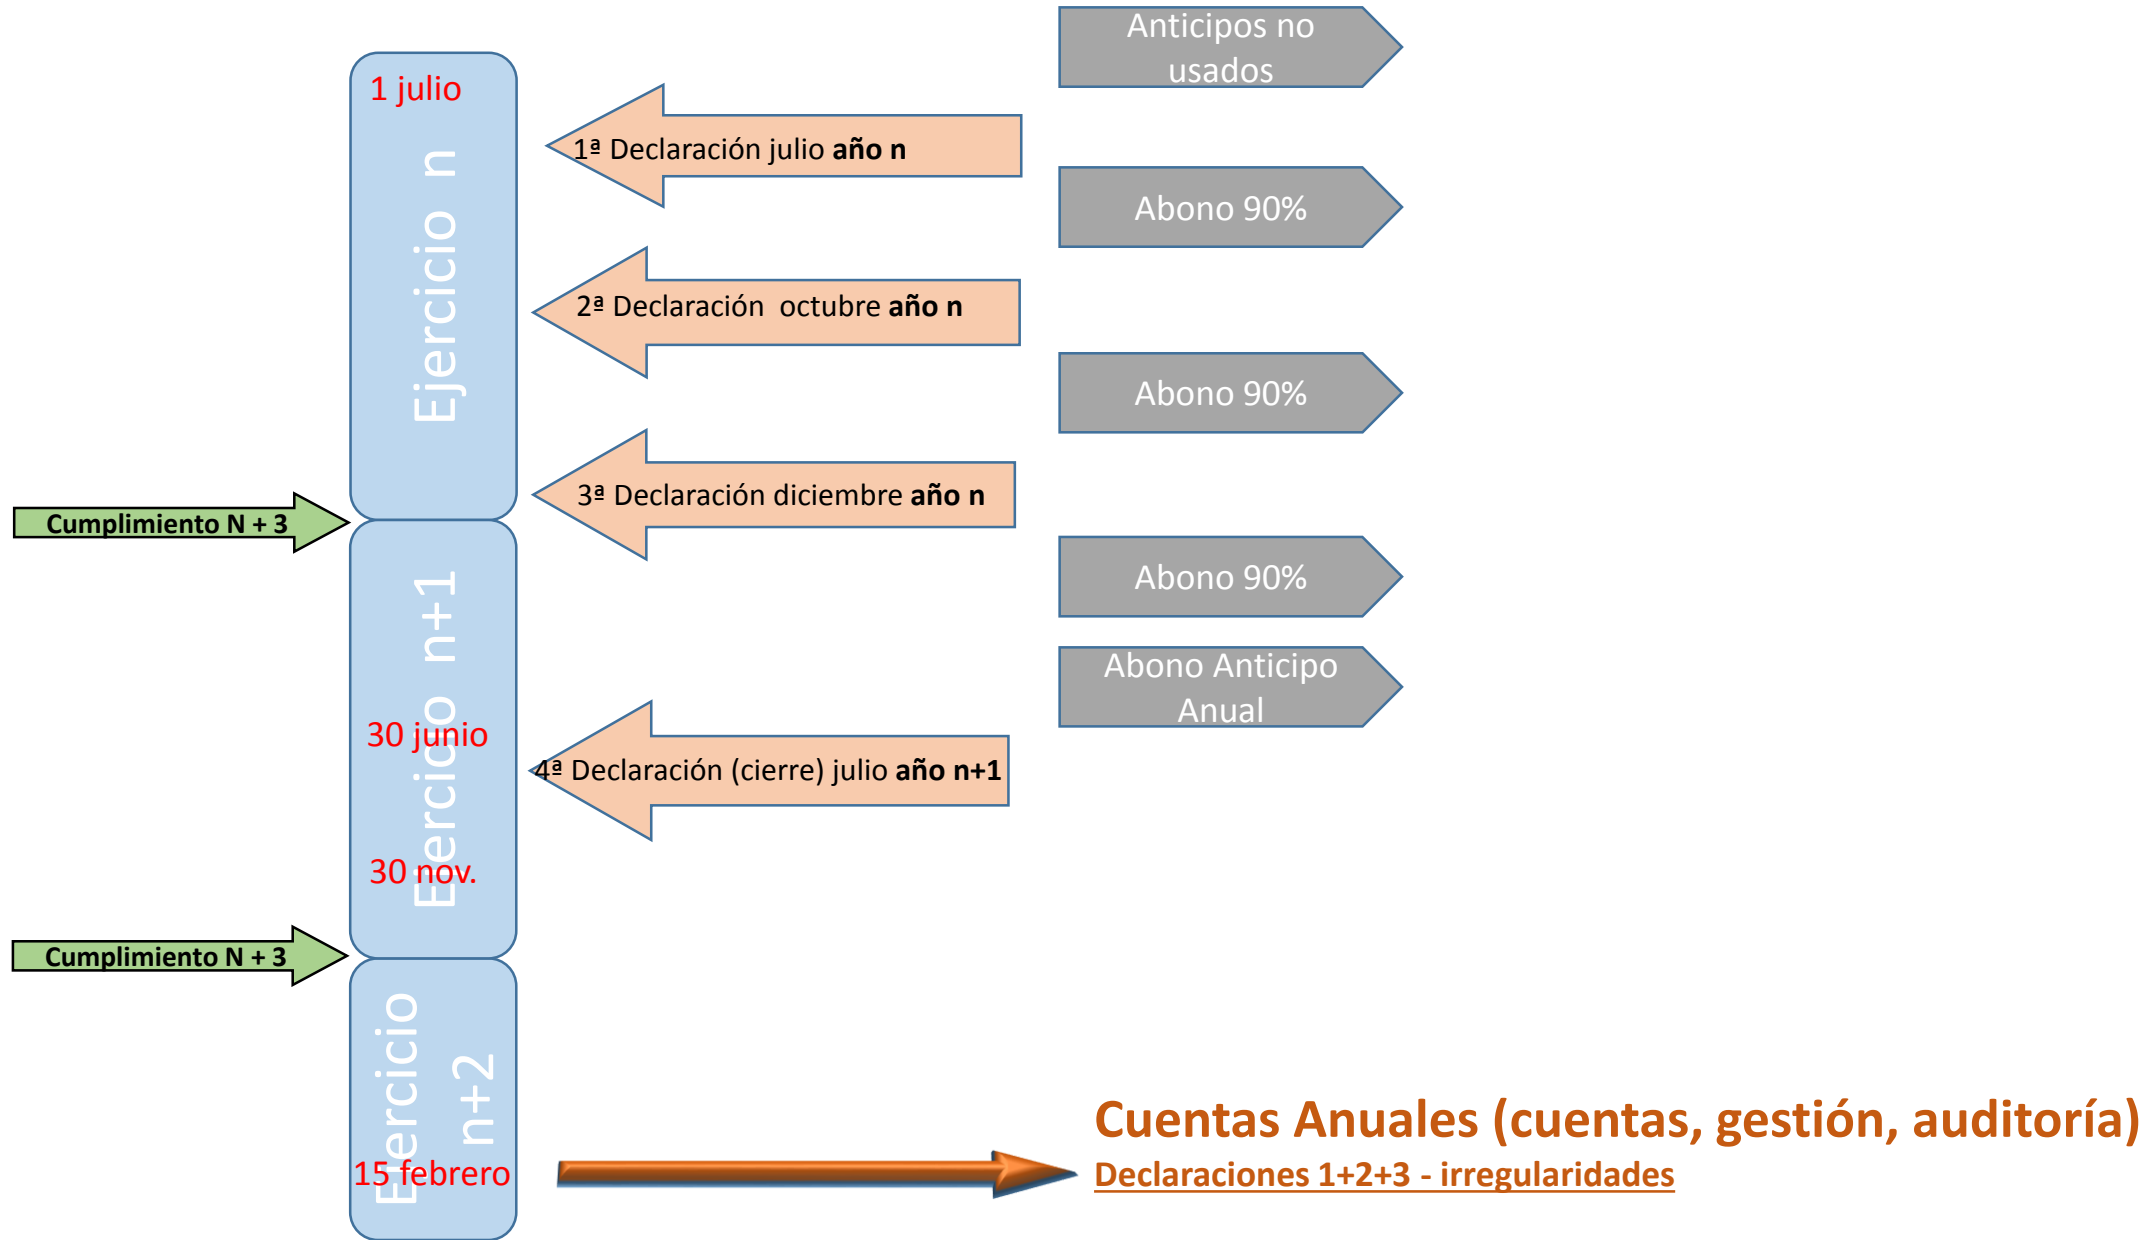 Anticipos no
usados
1 julio
1ª Declaración julio año n
Ejercicio n
Abono 90%
2ª Declaración octubre año n
Abono 90%
3ª Declaración diciembre año n
Cumplimiento N + 3
Abono 90%
Ejercicio n+1
Abono Anticipo
Anual
30 junio
4ª Declaración (cierre) julio año n+1
30 nov.
Cumplimiento N + 3
Ejercicio
n+2
Cuentas Anuales (cuentas, gestión, auditoría)
15 febrero
Declaraciones 1+2+3 - irregularidades